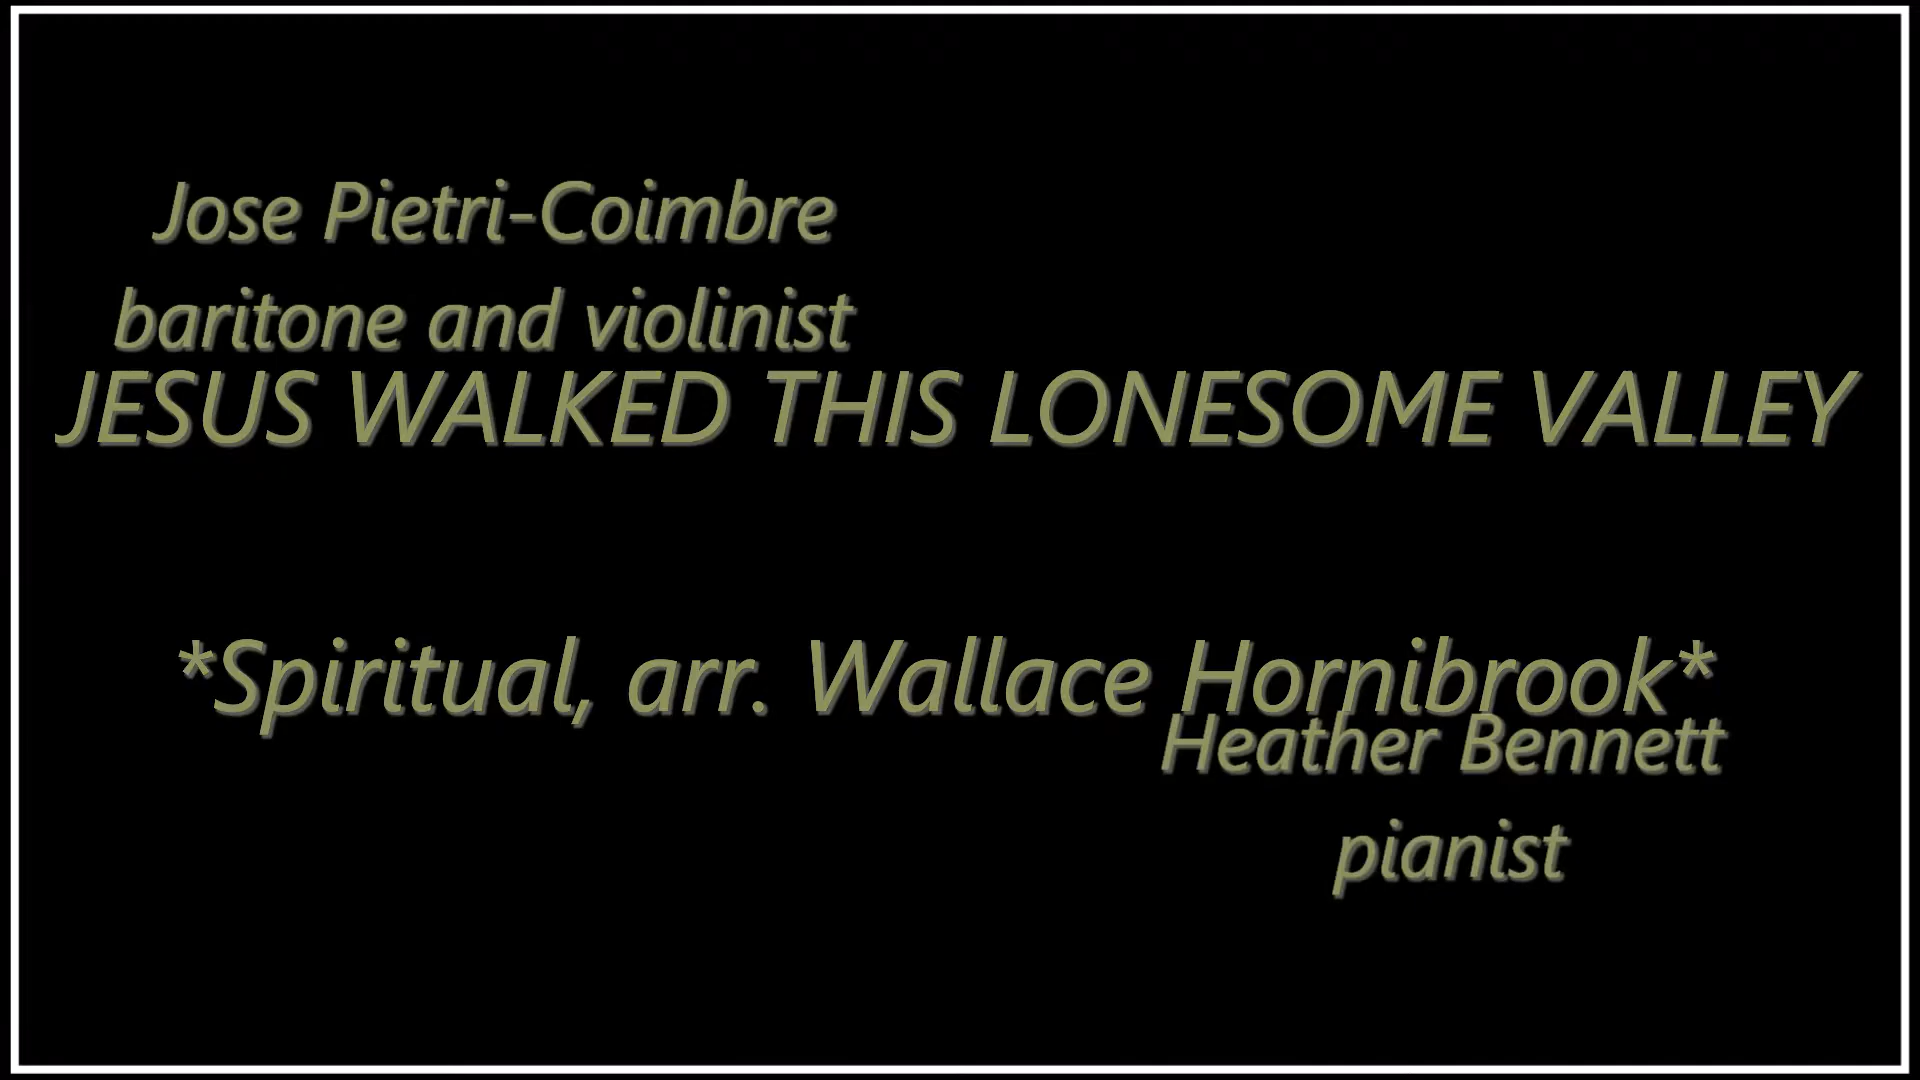 Jose Pietri-Coimbre
baritone and violinist
JESUS WALKED THIS LONESOME VALLEY
*Spiritual, arr. Wallace Hornibrook*
Heather Bennett
pianist